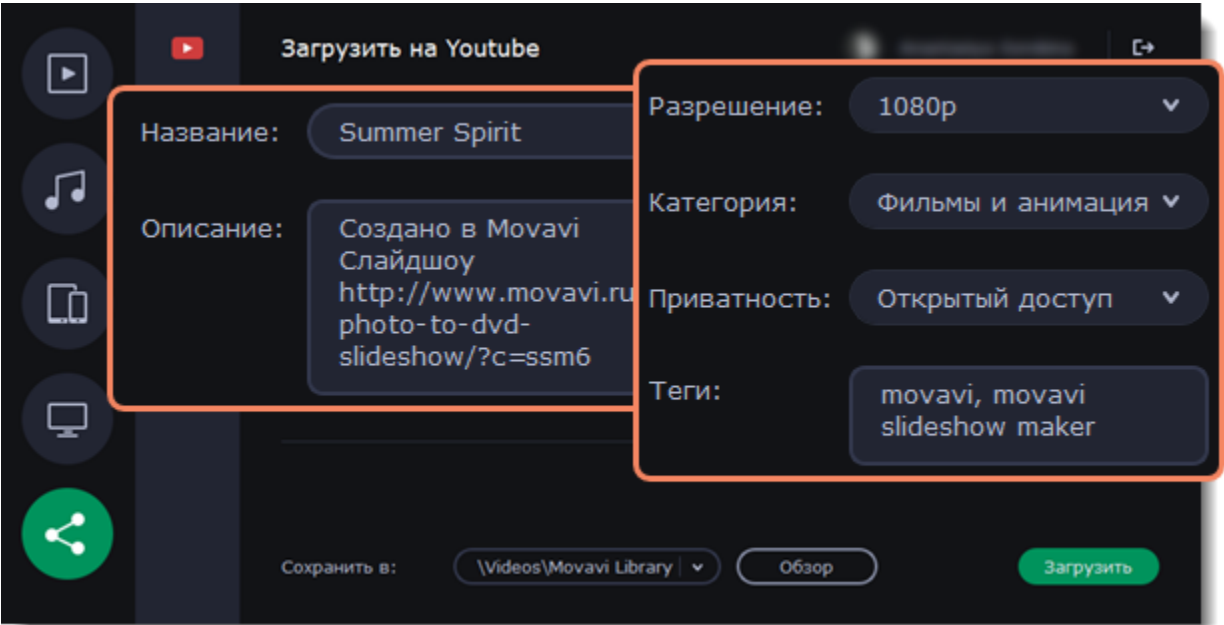 Загрузить на Youtube
Название:
Summer Spirit
Описание:
Создано в Movavi
Слайдшоу
http://www.movavi.ru
photo-to-dvd-
slideshow/?c=ssm6
Разрешение:
1080p
Категория:
Фильмы и анимация
Приватность:
Открытый доступ
Теги:
movavi, movavi
slideshow maker
Сохранить в:
\Videos\Movavi Library
Обзор
Загрузить